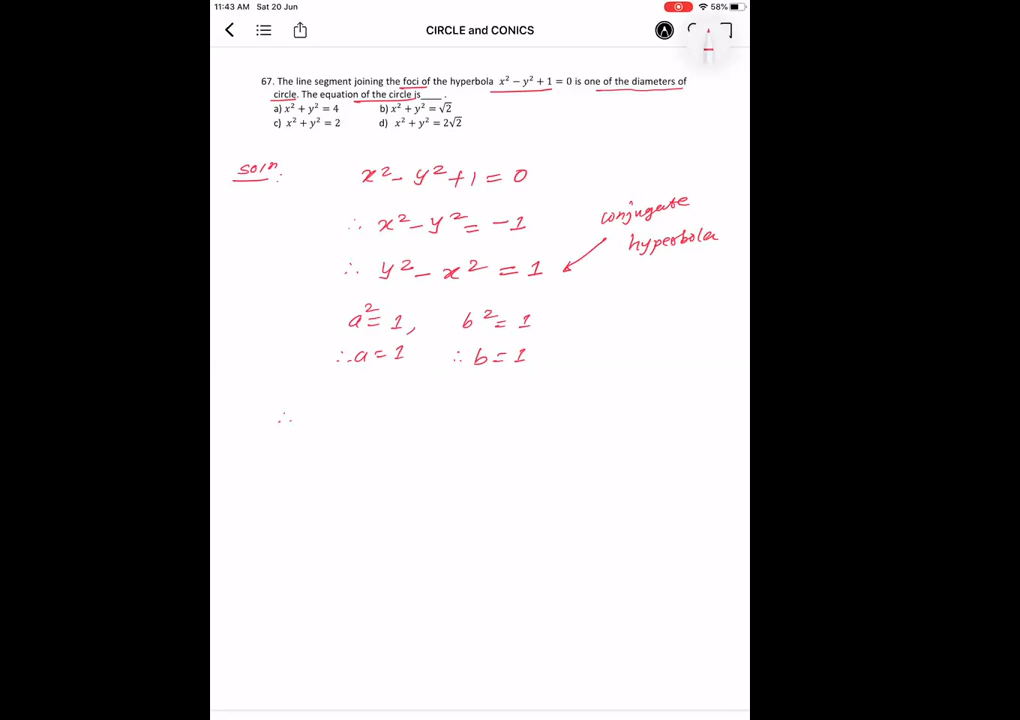 11:43 AM Sat 20 Jun 58%
CIRCLE and CONICS
67. The line segment joining the foci of the hyperbola x² − y² + 1 = 0 is one of the diameters of
circle. The equation of the circle is____ .
a) x² + y² = 4 b) x² + y² = √2
c) x² + y² = 2 d) x² + y² = 2√2
Soln: x² - y² + 1 = 0
∴ x² - y² = -1
conjugate
hyperbola
∴ y² - x² = 1
a² = 1, b² = 1
∴ a = 1 ∴ b = 1
∴